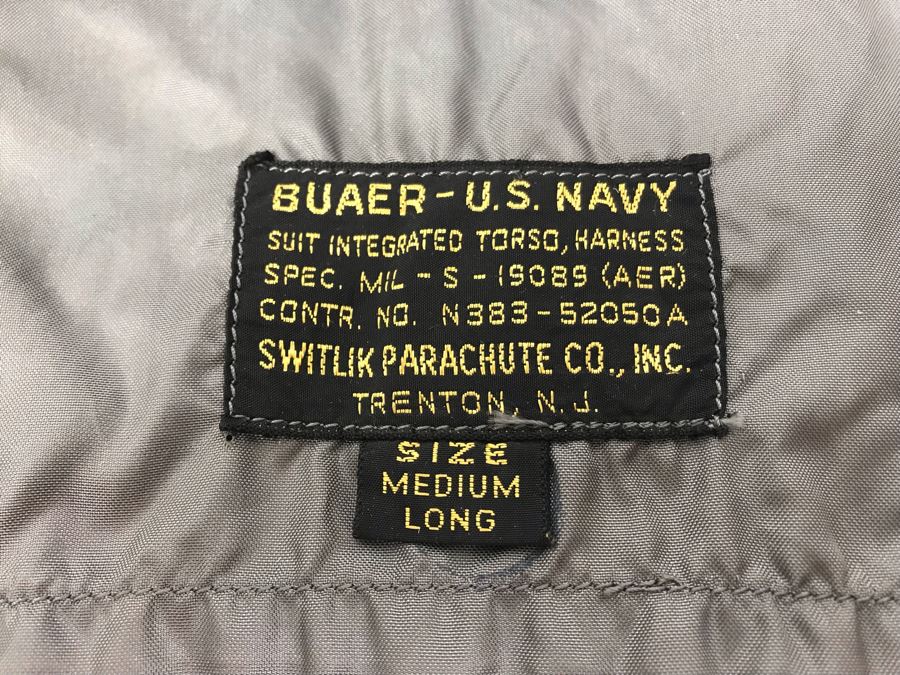 BUAER - U.S. NAVY
SUIT INTEGRATED TORSO, HARNESS
SPEC. MIL - S - 19089 (AER)
CONTR. NO. N383 - 52050A
SWITLIK PARACHUTE CO., INC.
TRENTON, N.J.
SIZE
MEDIUM
LONG